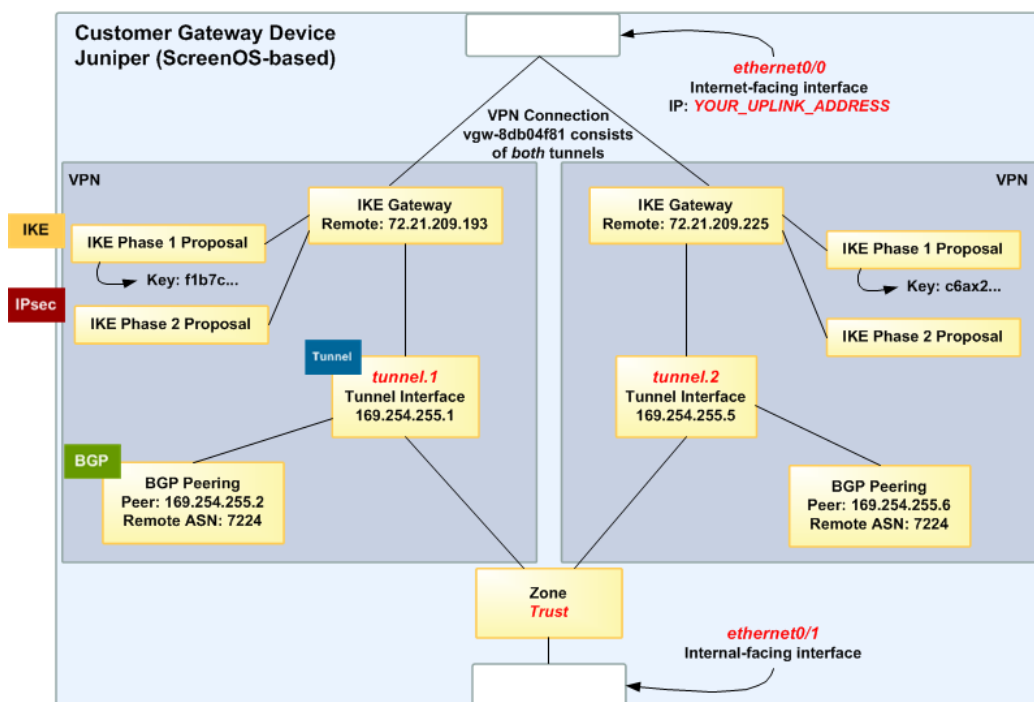 Customer Gateway Device
Juniper (ScreenOS-based)
ethernet0/0
Internet-facing interface
IP: YOUR_UPLINK_ADDRESS
VPN Connection
vgw-8db04f81 consists
of both tunnels
VPN
IKE Gateway
Remote: 72.21.209.193
IKE
IKE Phase 1 Proposal
Key: f1b7c...
IPsec
IKE Phase 2 Proposal
Tunnel
tunnel.1
Tunnel Interface
169.254.255.1
BGP
BGP Peering
Peer: 169.254.255.2
Remote ASN: 7224
VPN
IKE Gateway
Remote: 72.21.209.225
IKE Phase 1 Proposal
Key: c6ax2...
IKE Phase 2 Proposal
tunnel.2
Tunnel Interface
169.254.255.5
BGP Peering
Peer: 169.254.255.6
Remote ASN: 7224
Zone
Trust
ethernet0/1
Internal-facing interface